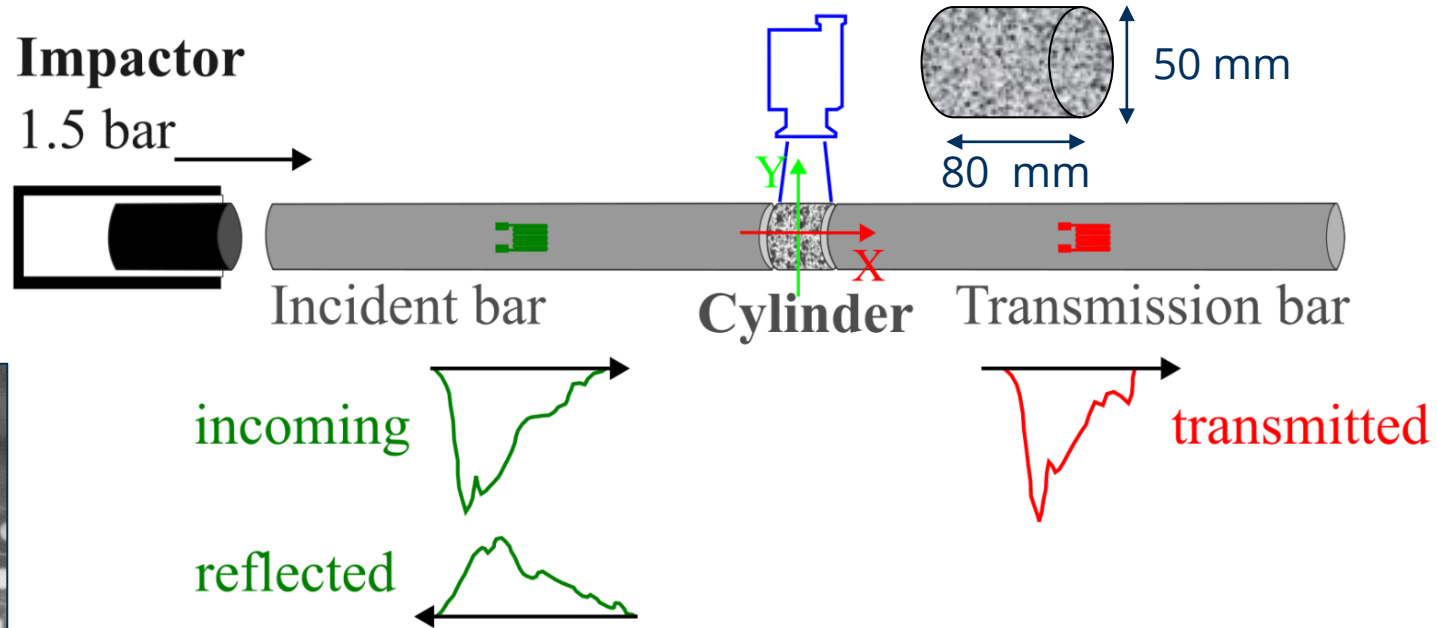 Impactor
1.5 bar
50 mm
80 mm
Y
X
Incident bar
Cylinder
Transmission bar
incoming
transmitted
reflected